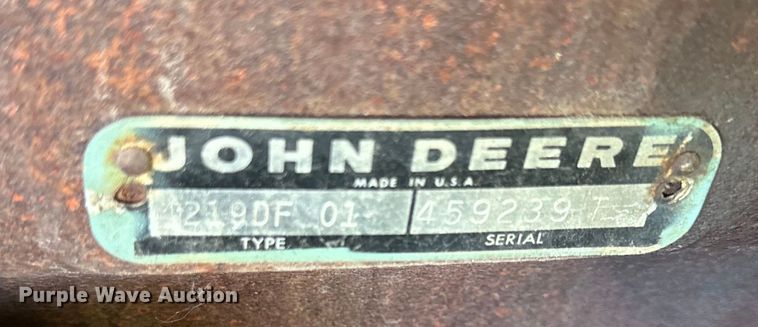 JOHN DEERE
MADE IN U.S.A.
219DF 01 459239 T
TYPE SERIAL
Purple Wave Auction